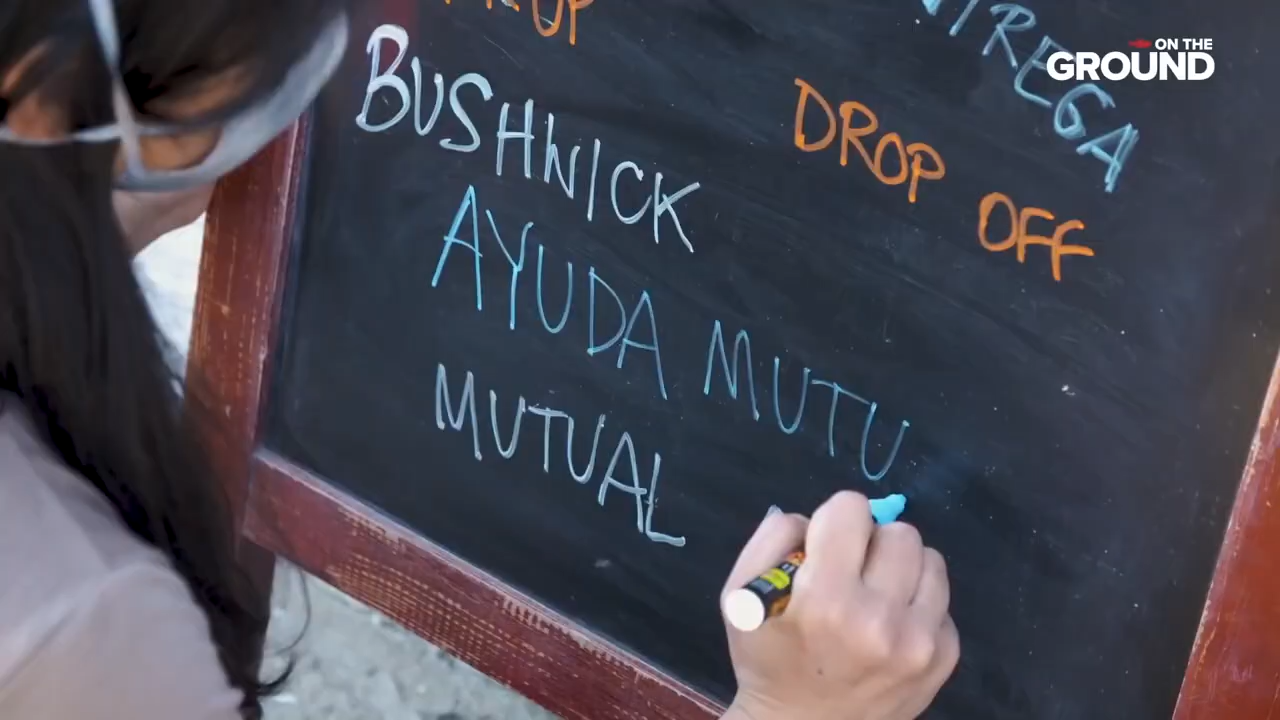 ON THE
GROUND
DROP OFF
BUSHWICK
AYUDA MUTU
MUTUAL